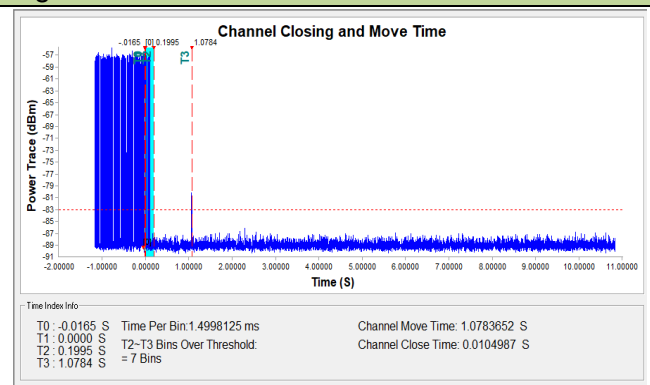 Channel Closing and Move Time
-.0165 [0] 0.1995 1.0784
T3
Power Trace (dBm)
-57
-59
-61
-63
-65
-67
-69
-71
-73
-75
-77
-79
-81
-83
-85
-87
-89
-91
-2.00000 -1.00000 0.00000 1.00000 2.00000 3.00000 4.00000 5.00000 6.00000 7.00000 8.00000 9.00000 10.00000 11.00000
Time (S)
Time Index Info
T0 : -0.0165 S Time Per Bin:1.4998125 ms Channel Move Time: 1.0783652 S
T1 : 0.0000 S
T2 : 0.1995 S T2~T3 Bins Over Threshold: Channel Close Time: 0.0104987 S
T3 : 1.0784 S = 7 Bins